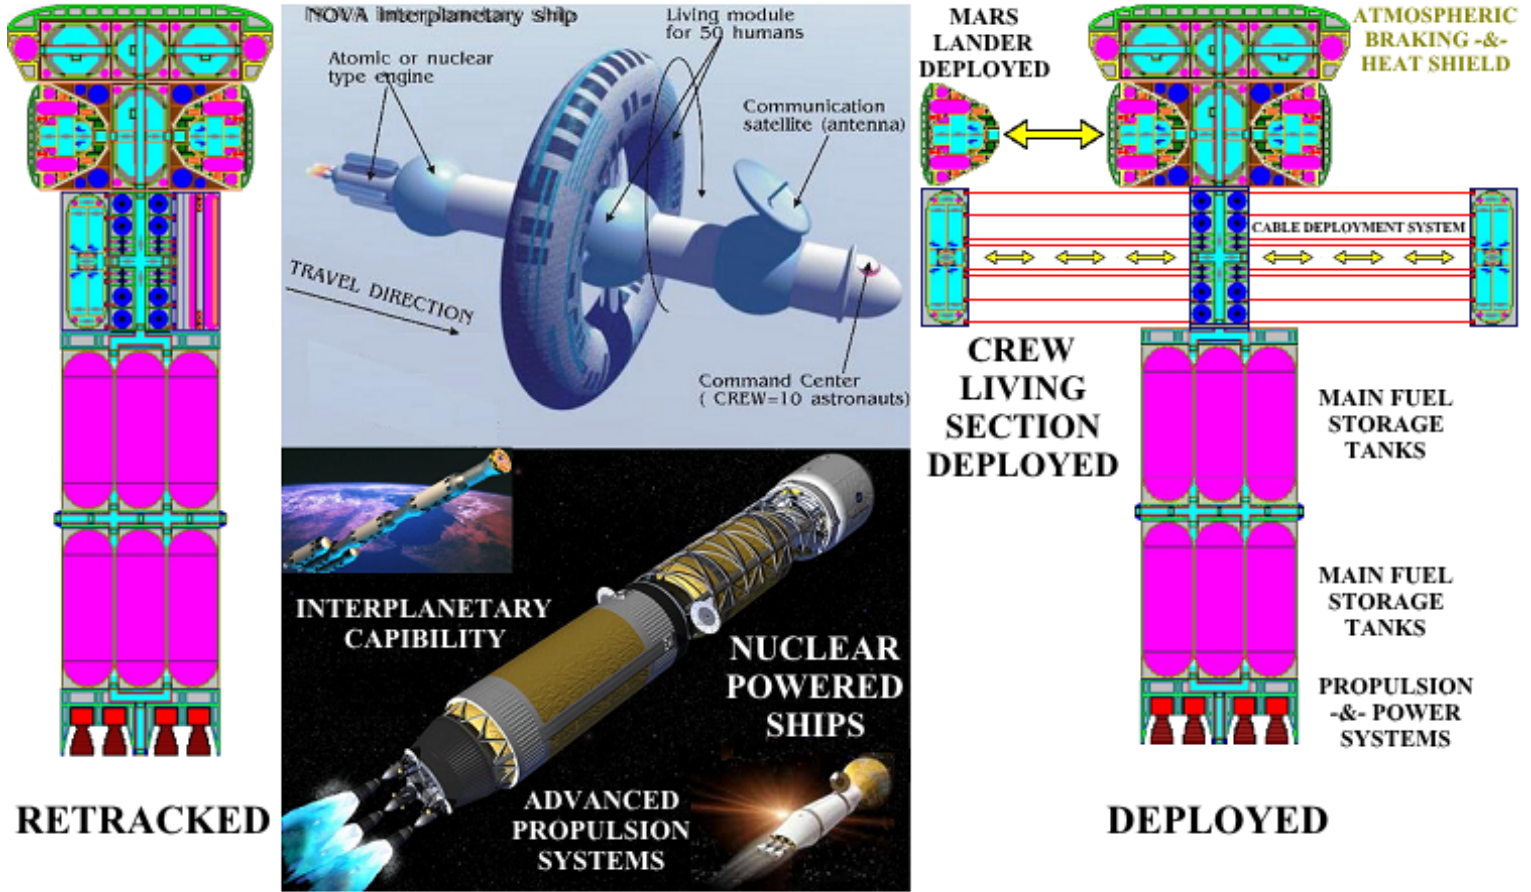 NOVA Interplanetary ship
Living module
for 50 humans
Atomic or nuclear
type engine
Communication
satellite (antenna)
TRAVEL DIRECTION
Command Center
( CREW=10 astronauts)
INTERPLANETARY
CAPIBILITY
NUCLEAR
POWERED
SHIPS
ADVANCED
PROPULSION
SYSTEMS
RETRACKED
MARS
LANDER
DEPLOYED
ATMOSPHERIC
BRAKING -&-
HEAT SHIELD
CABLE DEPLOYMENT SYSTEM
CREW
LIVING
SECTION
DEPLOYED
MAIN FUEL
STORAGE
TANKS
MAIN FUEL
STORAGE
TANKS
PROPULSION
-&- POWER
SYSTEMS
DEPLOYED